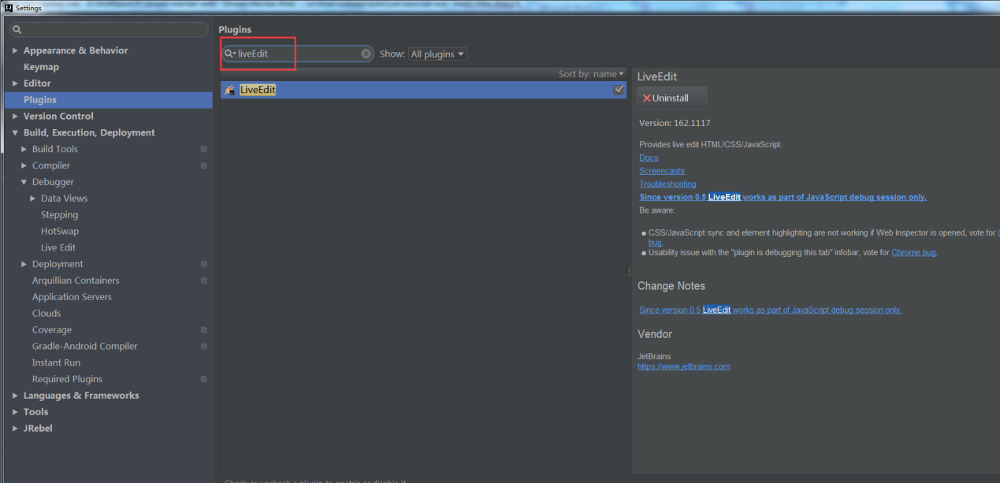 Settings
Appearance & Behavior
Keymap
Editor
Plugins
Version Control
Build, Execution, Deployment
Build Tools
Compiler
Debugger
Data Views
Stepping
HotSwap
Live Edit
Deployment
Arquillian Containers
Application Servers
Clouds
Coverage
Gradle-Android Compiler
Instant Run
Required Plugins
Languages & Frameworks
Tools
JRebel
Plugins
liveEdit
Show: All plugins
Sort by: name
LiveEdit
LiveEdit
Uninstall
Version: 162.1117
Provides live edit HTML/CSS/JavaScript.
Docs
Screencasts
Troubleshooting
Since version 0.5 LiveEdit works as part of JavaScript debug session only.
Be aware:
CSS/JavaScript sync and element highlighting are not working if Web Inspector is opened, vote for
bug.
Usability issue with the "plugin is debugging this tab" infobar, vote for Chrome bug.
Change Notes
Since version 0.5 LiveEdit works as part of JavaScript debug session only.
Vendor
JetBrains
https://www.jetbrains.com
Check or uncheck a plugin to enable or disable it.